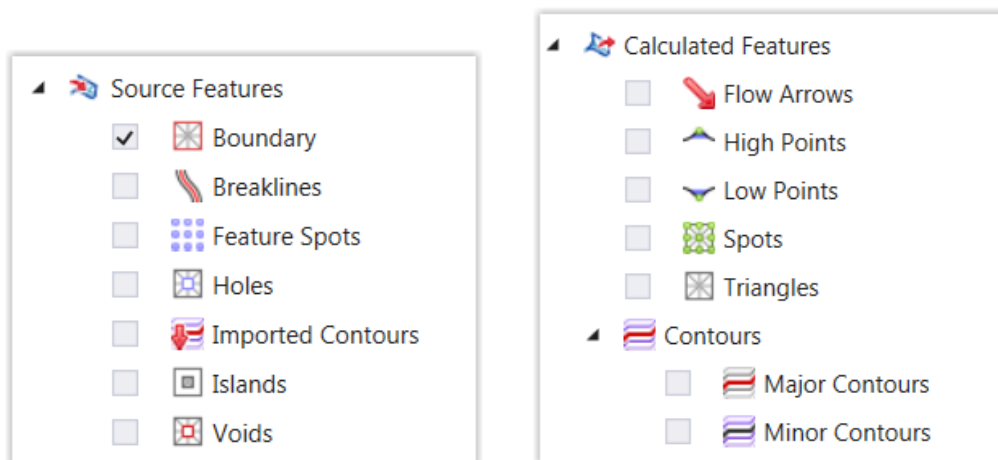 Source Features
Boundary
Breaklines
Feature Spots
Holes
Imported Contours
Islands
Voids
Calculated Features
Flow Arrows
High Points
Low Points
Spots
Triangles
Contours
Major Contours
Minor Contours